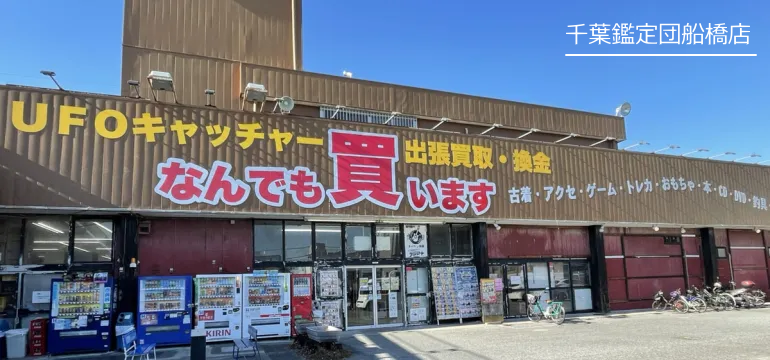 千葉鑑定団船橋店
UFOキャッチャー 出張買取・換金
なんでも買います
古着・アクセ・ゲーム・トレカ・おもちゃ・本・CD・DVD・釣具
KIRIN